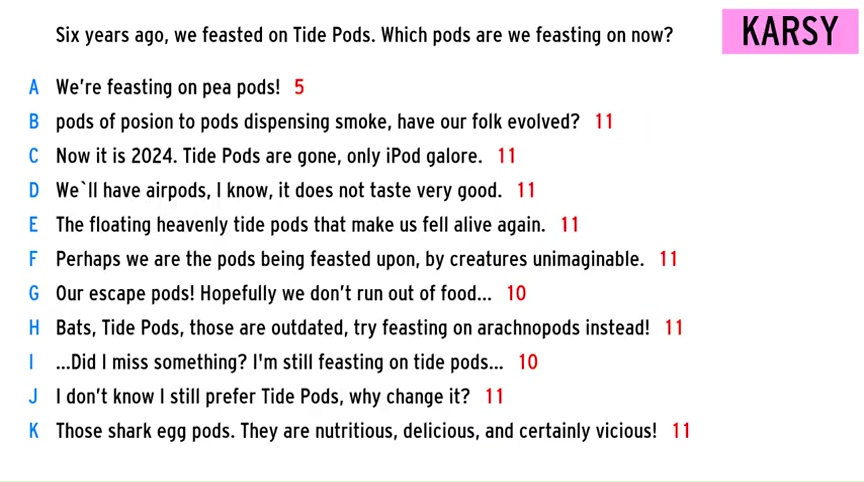 Six years ago, we feasted on Tide Pods. Which pods are we feasting on now?
KARSY
A We're feasting on pea pods! 5
B pods of posion to pods dispensing smoke, have our folk evolved? 11
C Now it is 2024. Tide Pods are gone, only iPod galore. 11
D We`ll have airpods, I know, it does not taste very good. 11
E The floating heavenly tide pods that make us fell alive again. 11
F Perhaps we are the pods being feasted upon, by creatures unimaginable. 11
G Our escape pods! Hopefully we don't run out of food... 10
H Bats, Tide Pods, those are outdated, try feasting on arachnopods instead! 11
I ...Did I miss something? I'm still feasting on tide pods... 10
J I don't know I still prefer Tide Pods, why change it? 11
K Those shark egg pods. They are nutritious, delicious, and certainly vicious! 11